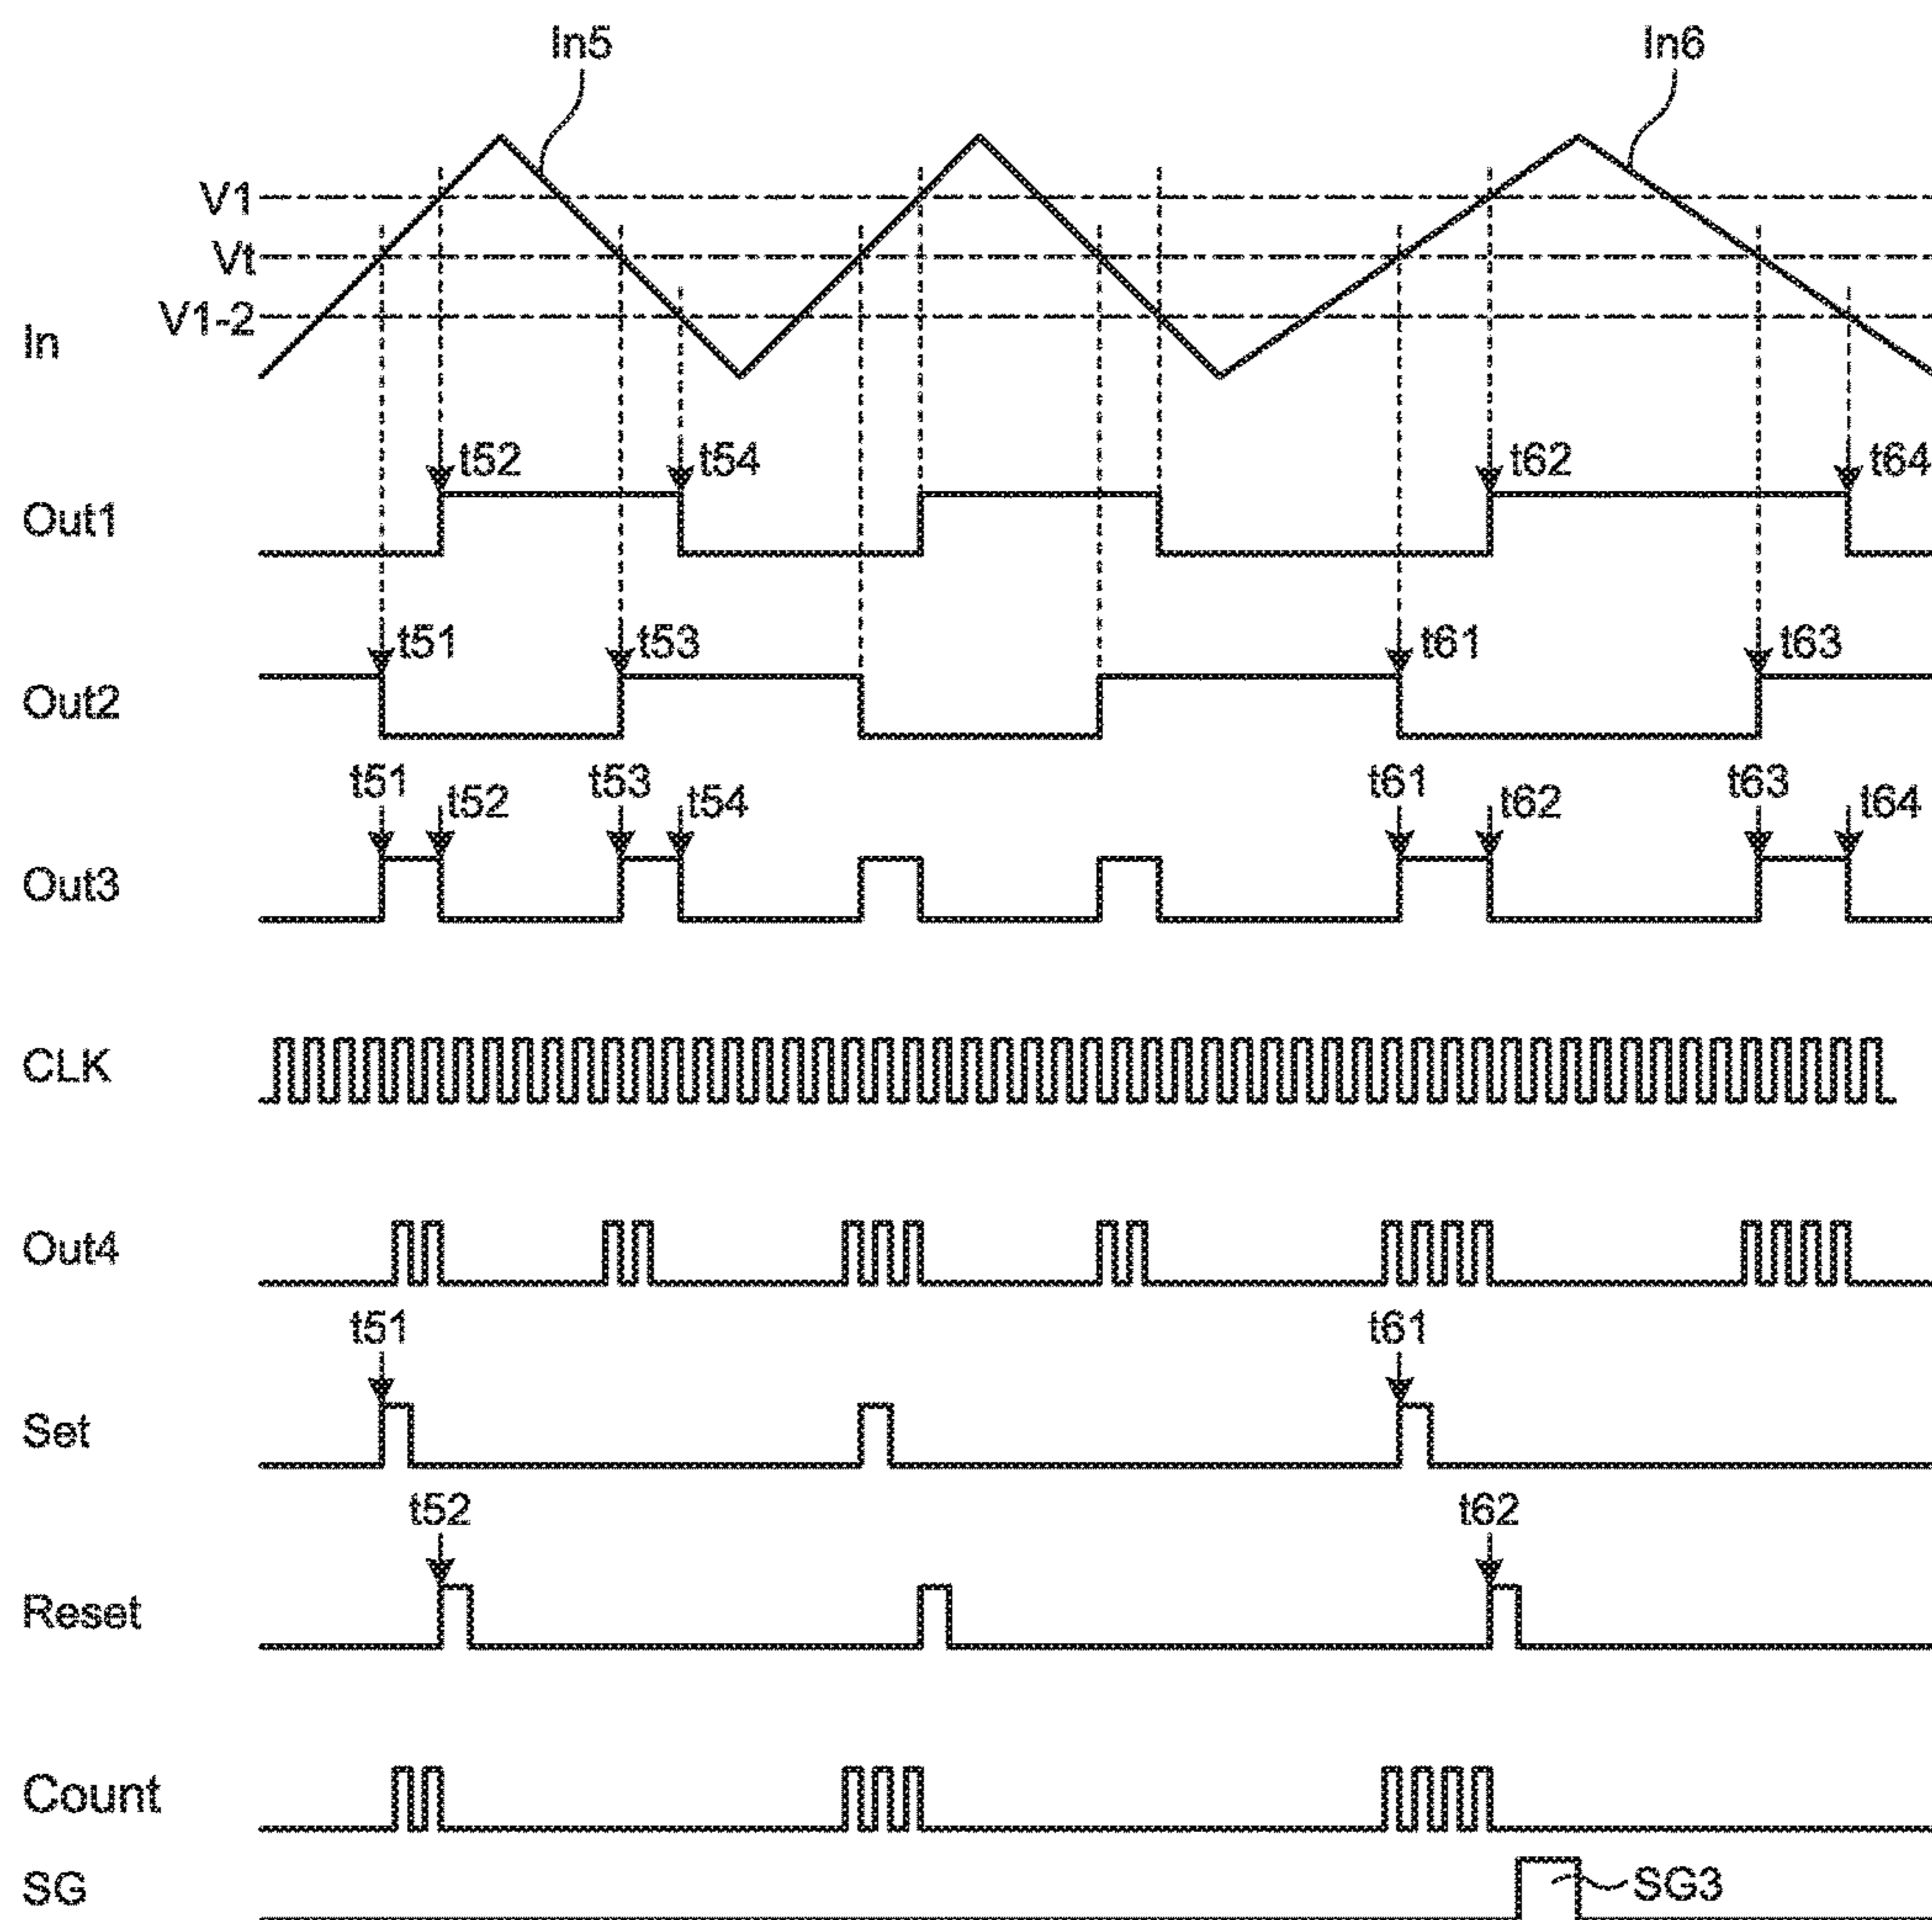 In5
In6
V1
Vt
V1-2
In
t52
t54
t62
t64
Out1
t51
t53
t61
t63
Out2
t51
t52
t53
t54
t61
t62
t63
t64
Out3
CLK
Out4
t51
t61
Set
t52
t62
Reset
Count
SG
SG3